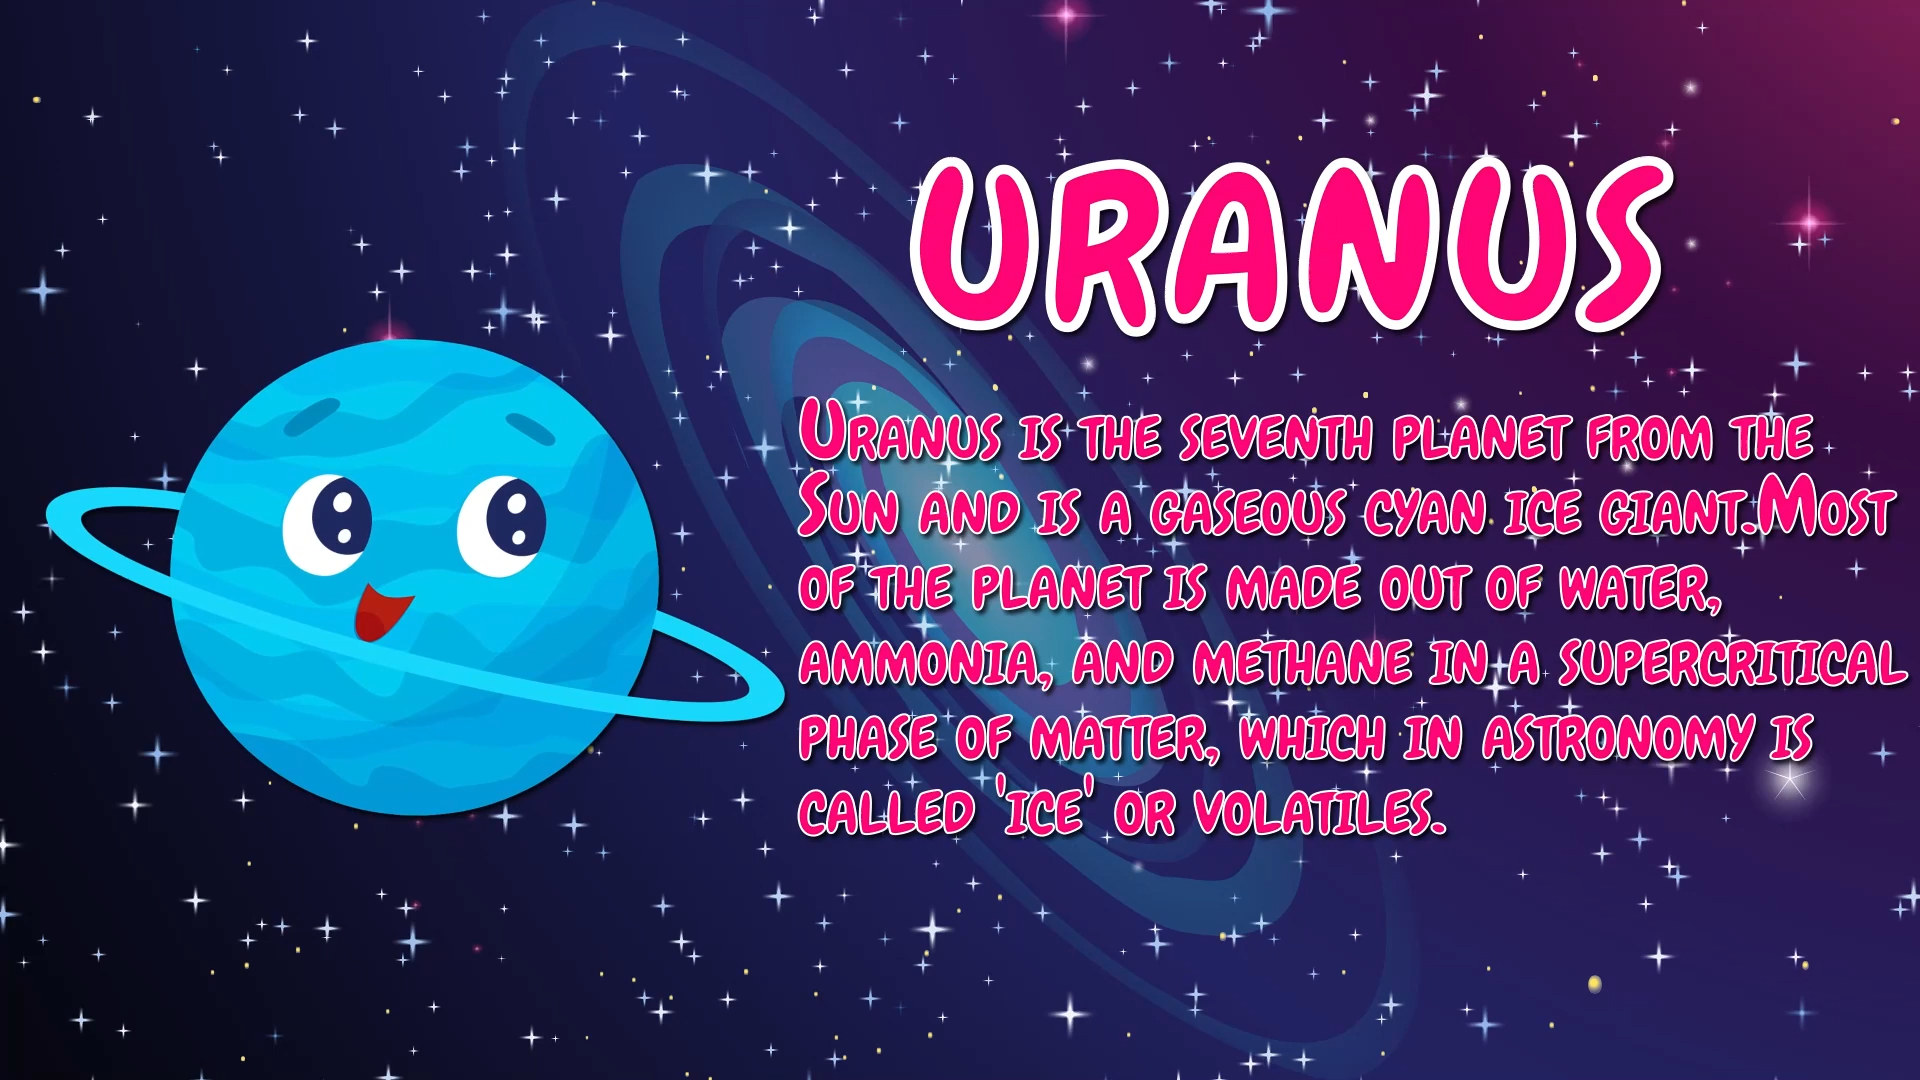 URANUS
Uranus is the seventh planet from the
Sun and is a gaseous cyan ice giant.Most
of the planet is made out of water,
ammonia, and methane in a supercritical
phase of matter, which in astronomy is
called 'ice' or volatiles.